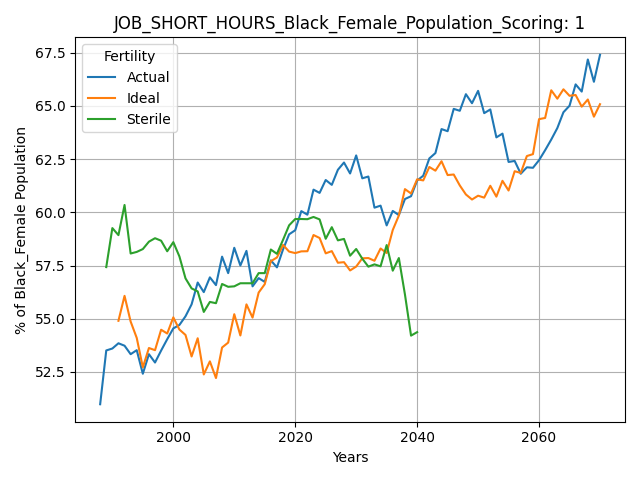 JOB_SHORT_HOURS_Black_Female_Population_Scoring: 1
Fertility
Actual
Ideal
Sterile
% of Black_Female Population
67.5
65.0
62.5
60.0
57.5
55.0
52.5
2000 2020 2040 2060
Years